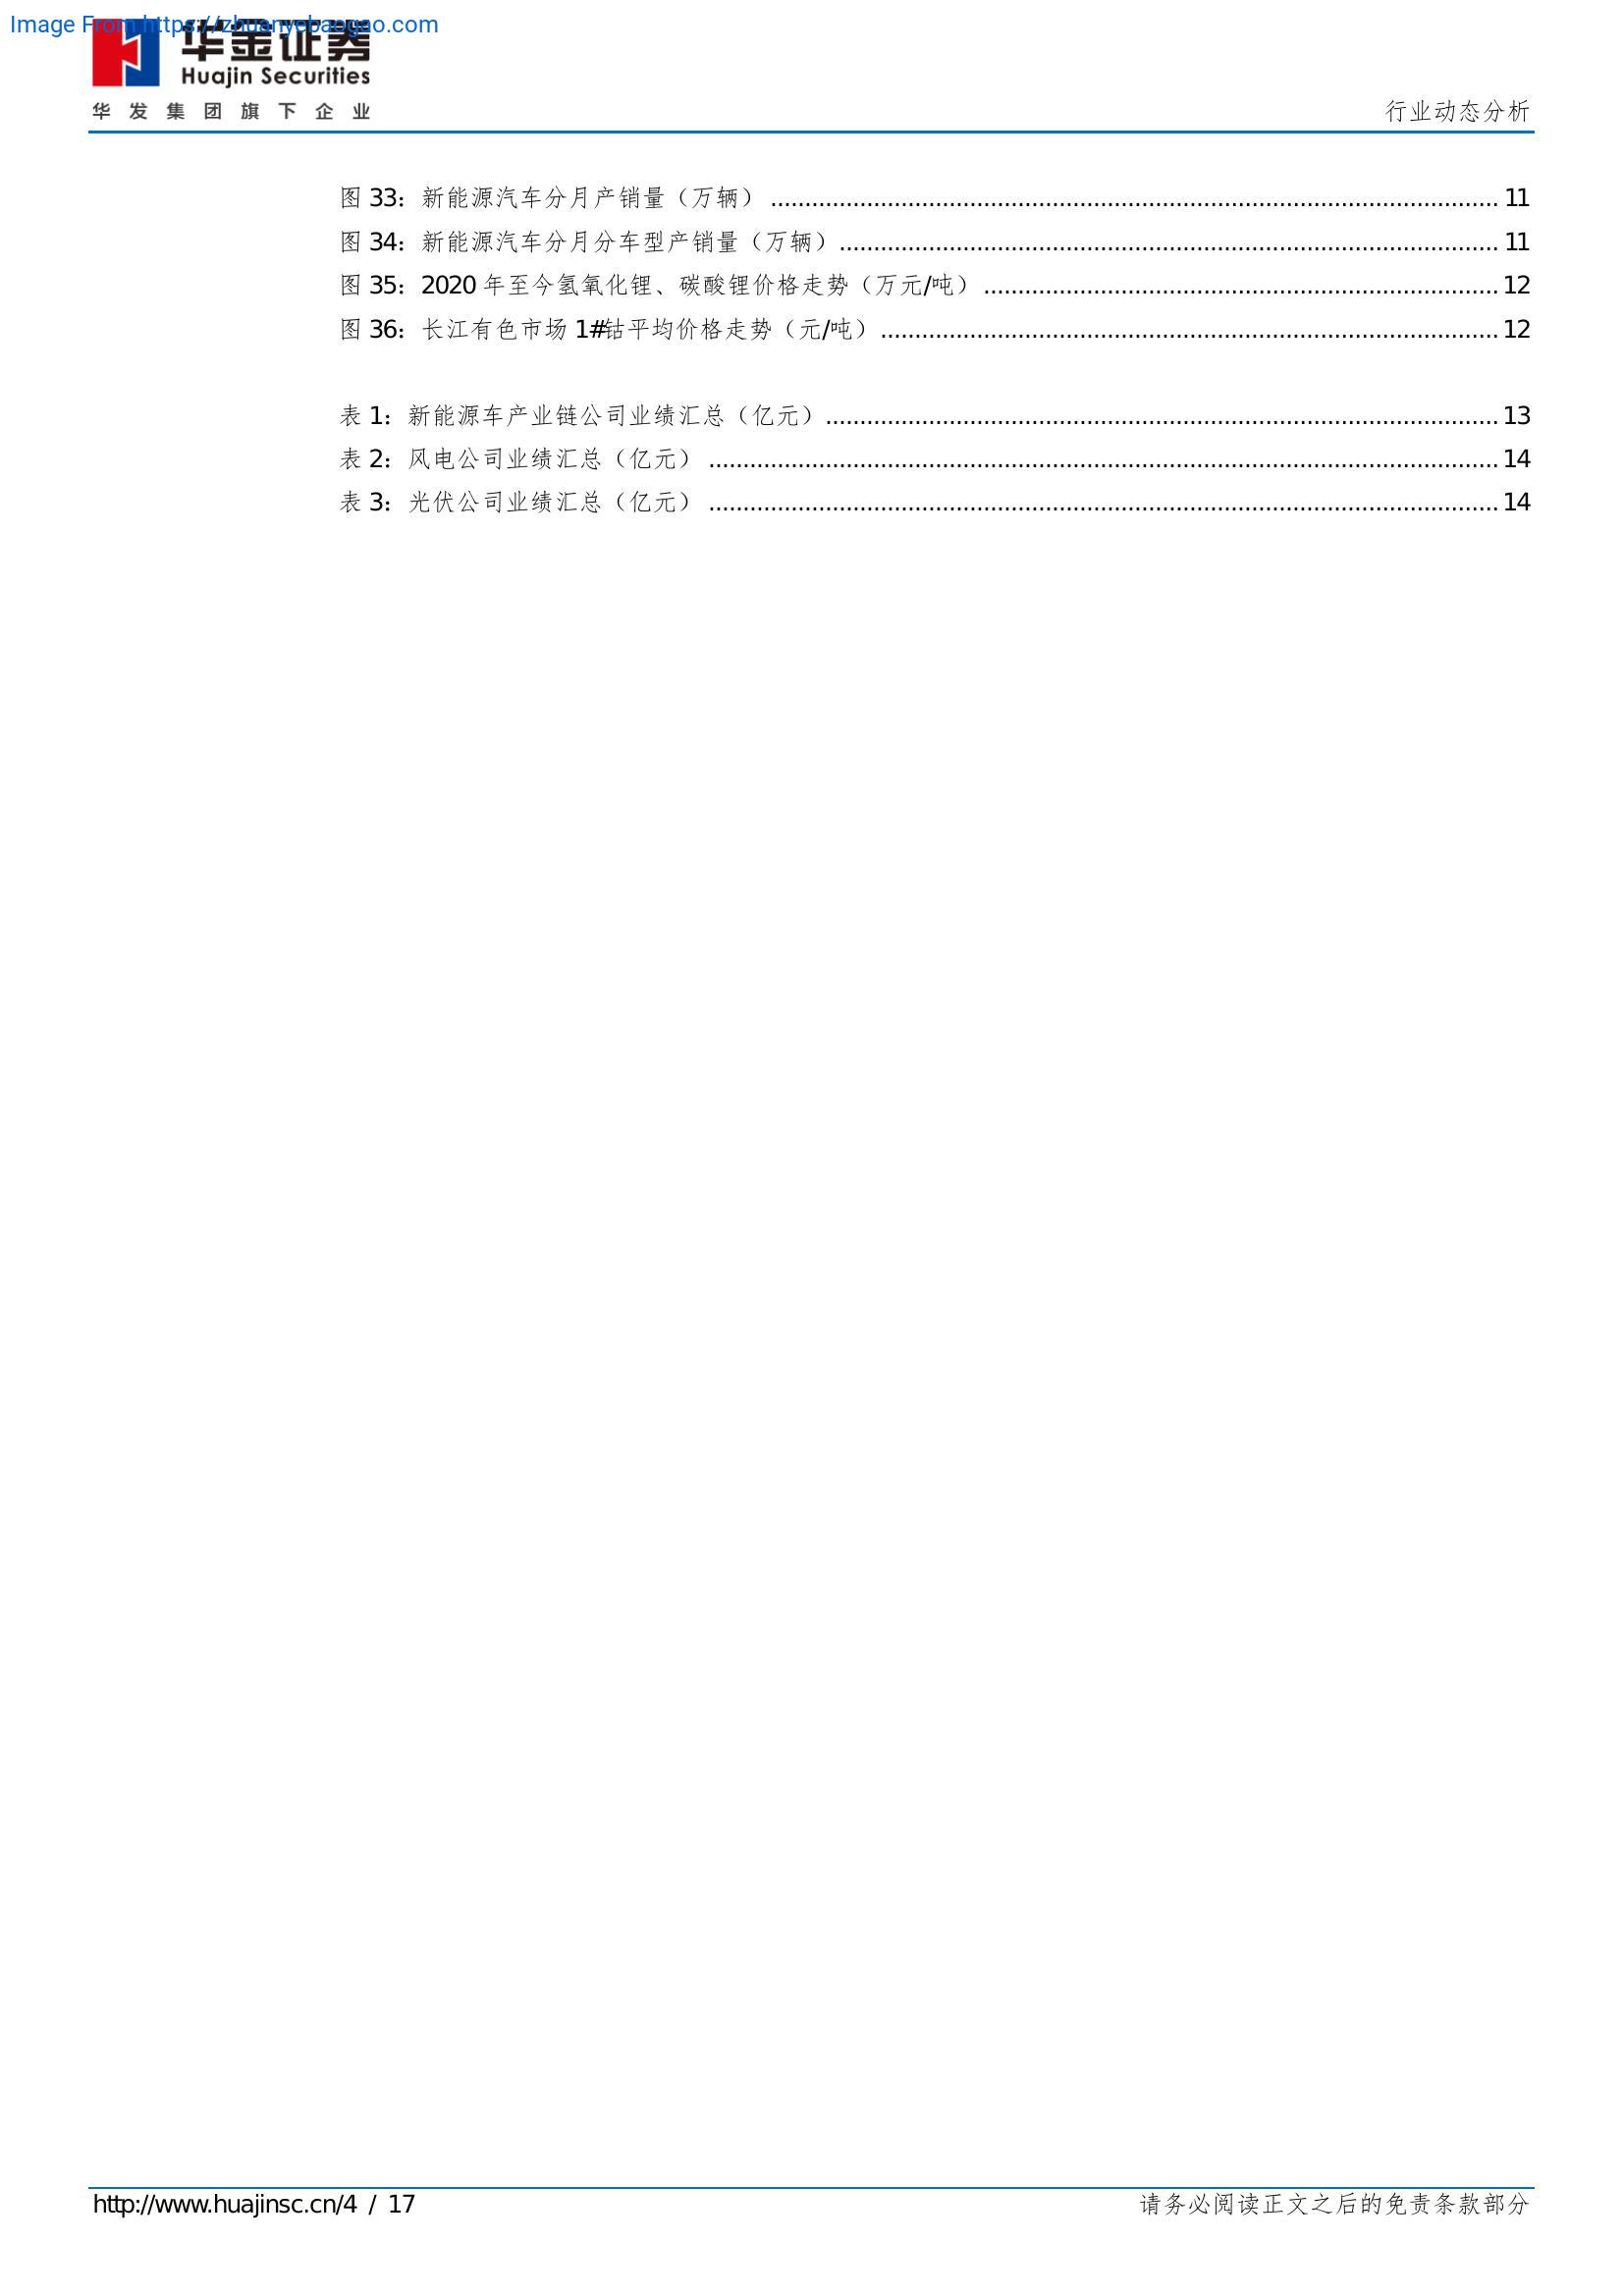 Image From https://zhuanyebaogao.com
华金证券
Huajin Securities
华发集团旗下企业
行业动态分析
图 33：新能源汽车分月产销量（万辆） ........................................................................................................ 11
图 34：新能源汽车分月分车型产销量（万辆） .............................................................................................. 11
图 35：2020 年至今氢氧化锂、碳酸锂价格走势（万元/吨） ......................................................................... 12
图 36：长江有色市场 1#钴平均价格走势（元/吨） ........................................................................................ 12
表 1：新能源车产业链公司业绩汇总（亿元） ................................................................................................ 13
表 2：风电公司业绩汇总（亿元） ................................................................................................................. 14
表 3：光伏公司业绩汇总（亿元） ................................................................................................................. 14
http://www.huajinsc.cn/4 / 17
请务必阅读正文之后的免责条款部分